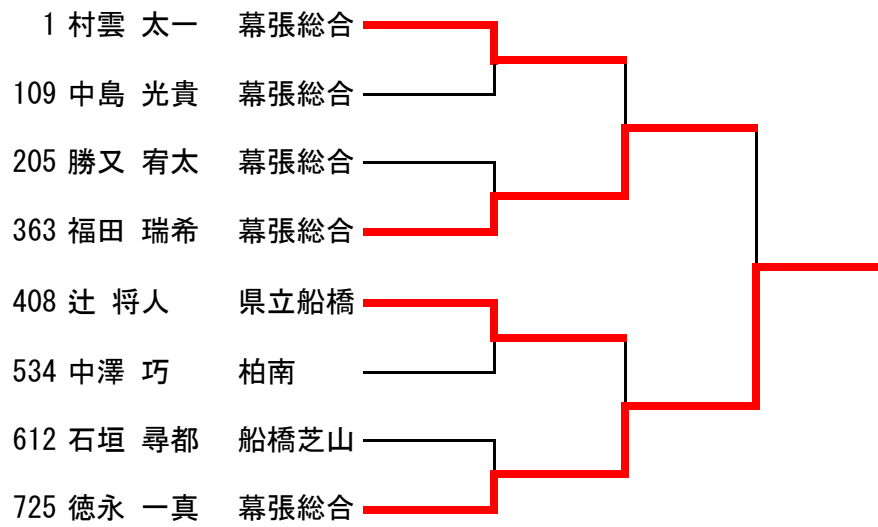 1 村雲 太一 幕張総合
109 中島 光貴 幕張総合
205 勝又 宥太 幕張総合
363 福田 瑞希 幕張総合
408 辻 将人 県立船橋
534 中澤 巧 柏南
612 石垣 尋都 船橋芝山
725 徳永 一真 幕張総合